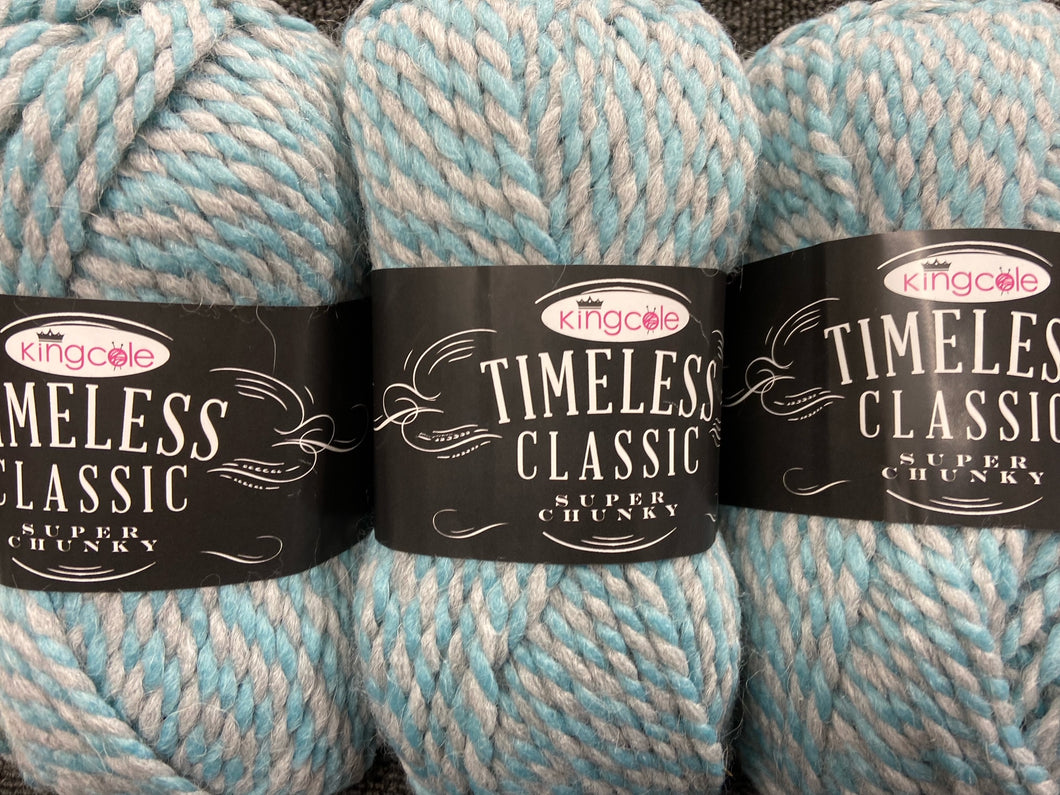 kingcole
IMELESS
CLASSIC
SUPER
CHUNKY
kingcole
TIMELESS
CLASSIC
SUPER
CHUNKY
kingcole
TIMELES
CLASSIC
SUPER
CHUNKY